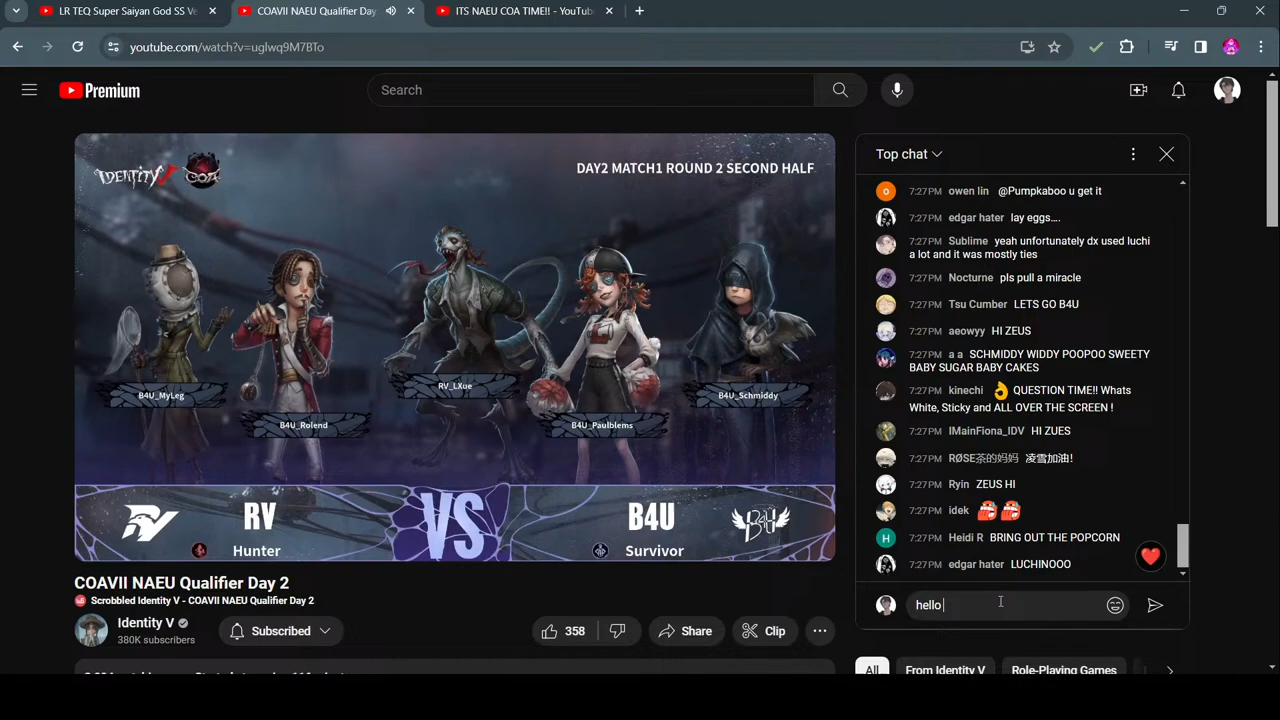 LR TEQ Super Saiyan God SS Ve
COAVII NAEU Qualifier Day
ITS NAEU COA TIME!! - YouTub
youtube.com/watch?v=uglwq9M7BTo
Premium
Search
IDENTITY V
COA
DAY2 MATCH1 ROUND 2 SECOND HALF
B4U_MyLeg
B4U_Rolend
RV_LXue
B4U_Paulblems
B4U_Schmiddy
RV
Hunter
VS
B4U
Survivor
COAVII NAEU Qualifier Day 2
Scrobbled Identity V - COAVII NAEU Qualifier Day 2
Identity V
380K subscribers
Subscribed
358
Share
Clip
Top chat
7:27PM owen lin @Pumpkaboo u get it
7:27PM edgar hater lay eggs....
7:27PM Sublime yeah unfortunately dx used luchi
a lot and it was mostly ties
7:27PM Nocturne pls pull a miracle
7:27PM Tsu Cumber LETS GO B4U
7:27PM aeowyy HI ZEUS
7:27PM a a SCHMIDDY WIDDY POOPOO SWEETY
BABY SUGAR BABY CAKES
7:27PM kinechi 👌 QUESTION TIME!! Whats
White, Sticky and ALL OVER THE SCREEN !
7:27PM IMainFiona_IDV HI ZUES
7:27PM RØSE茶的妈妈 凌雪加油!
7:27PM Ryin ZEUS HI
7:27PM idek
H 7:27PM Heidi R BRING OUT THE POPCORN
7:27PM edgar hater LUCHINOOO
hello
All
From Identity V
Role-Playing Games